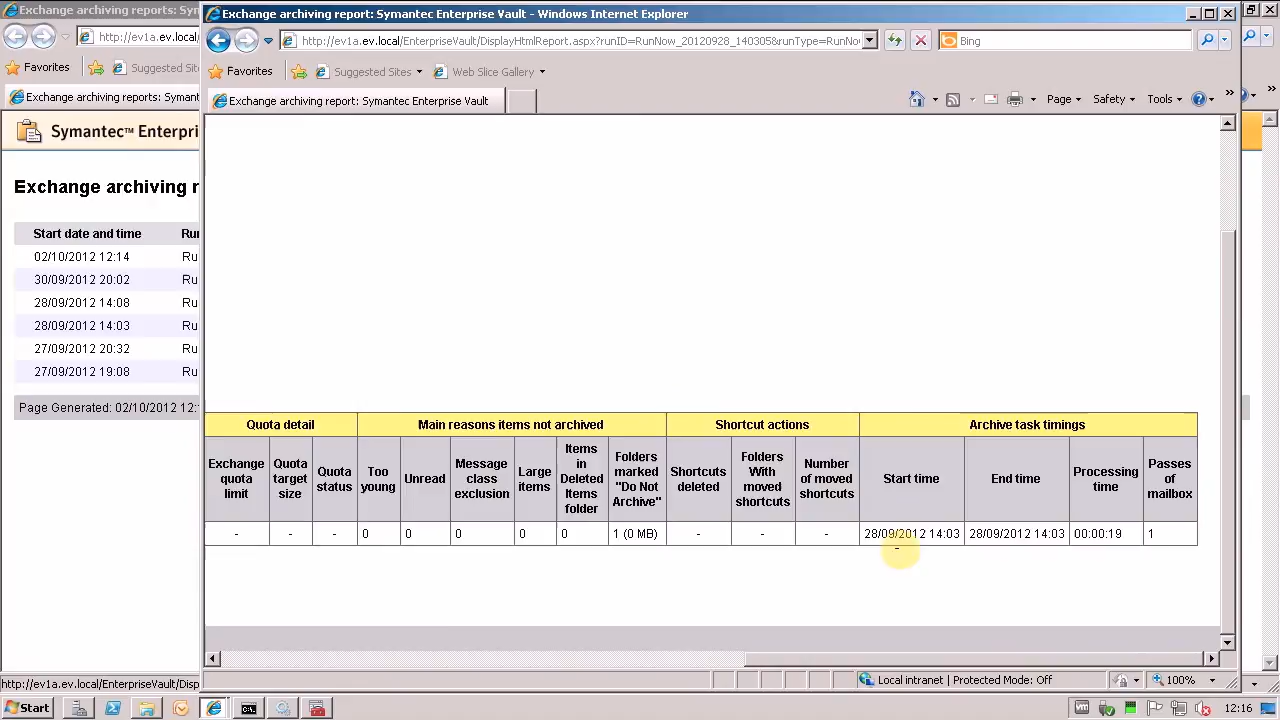 Exchange archiving reports: Symantec
Exchange archiving report: Symantec Enterprise Vault - Windows Internet Explorer
http://ev1a.ev.local/EnterpriseVault/DisplayHtmlReport.aspx?runID=RunNow_20120928_140305&runType=RunNo
Bing
http://ev1a.ev.local
Favorites
Suggested Sit
Favorites
Suggested Sites
Web Slice Gallery
Exchange archiving reports: Symant
Exchange archiving report: Symantec Enterprise Vault
Page
Safety
Tools
»
Symantec™ Enterpri
Exchange archiving r
Start date and time Ru
02/10/2012 12:14 Ru
30/09/2012 20:02 Ru
28/09/2012 14:08 Ru
28/09/2012 14:03 Ru
27/09/2012 20:32 Ru
27/09/2012 19:08 Ru
Page Generated: 02/10/2012 12:
Quota detail Main reasons items not archived Shortcut actions Archive task timings
Exchange quota limit
Quota target size
Quota status
Too young
Unread
Message class exclusion
Large items
Items in Deleted Items folder
Folders marked "Do Not Archive"
Shortcuts deleted
Folders With moved shortcuts
Number of moved shortcuts
Start time
End time
Processing time
Passes of mailbox
- - - 0 0 0 0 0 1 (0 MB) - - - 28/09/2012 14:03 28/09/2012 14:03 00:00:19 1
http://ev1a.ev.local/EnterpriseVault/Disp
Local intranet | Protected Mode: Off
100%
Start
12:16